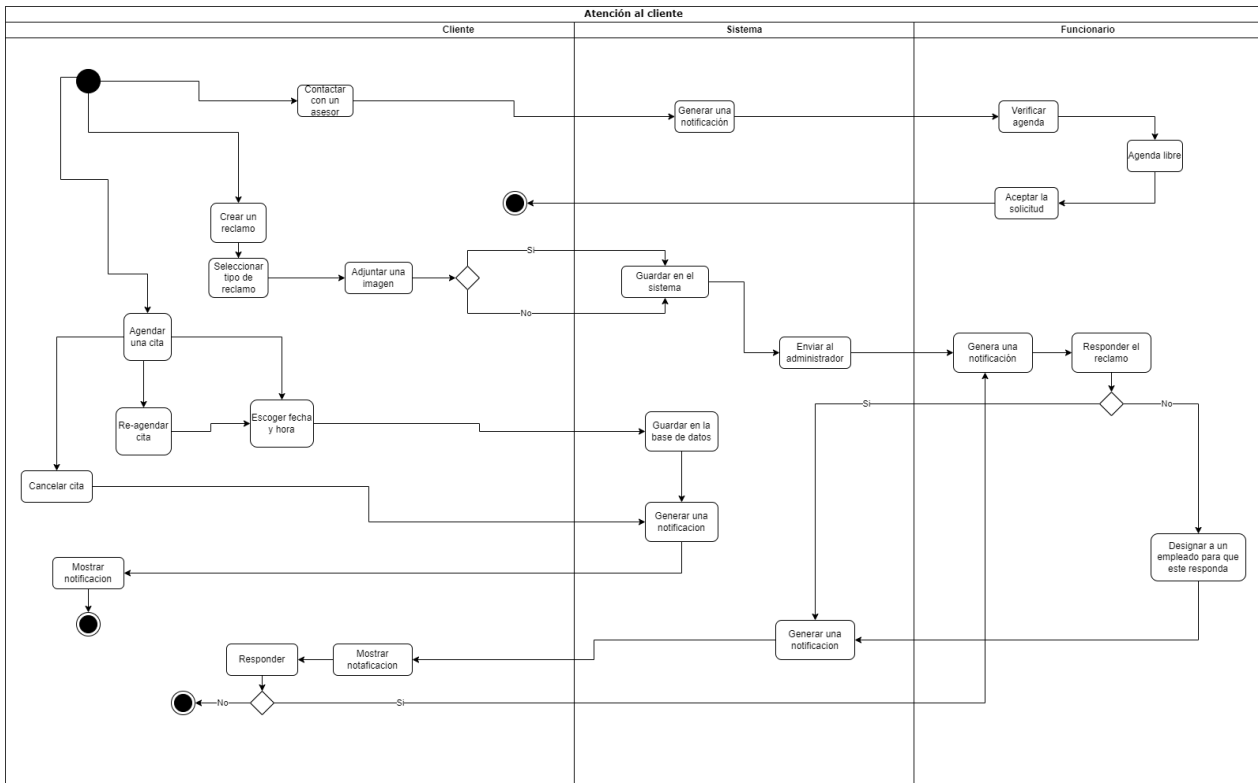 Atención al cliente
Cliente
Sistema
Funcionario
Contactar
con un
asesor
Generar una
notificación
Verificar
agenda
Agenda libre
Aceptar la
solicitud
Crear un
reclamo
Seleccionar
tipo de
reclamo
Adjuntar una
imagen
Si
No
Guardar en el
sistema
Agendar
una cita
Enviar al
administrador
Genera una
notificación
Responder el
reclamo
Si
No
Re-agendar
cita
Escoger fecha
y hora
Guardar en la
base de datos
Cancelar cita
Generar una
notificacion
Mostrar
notificacion
Designar a un
empleado para que
este responda
Generar una
notificacion
Responder
Mostrar
notaficacion
No
Si